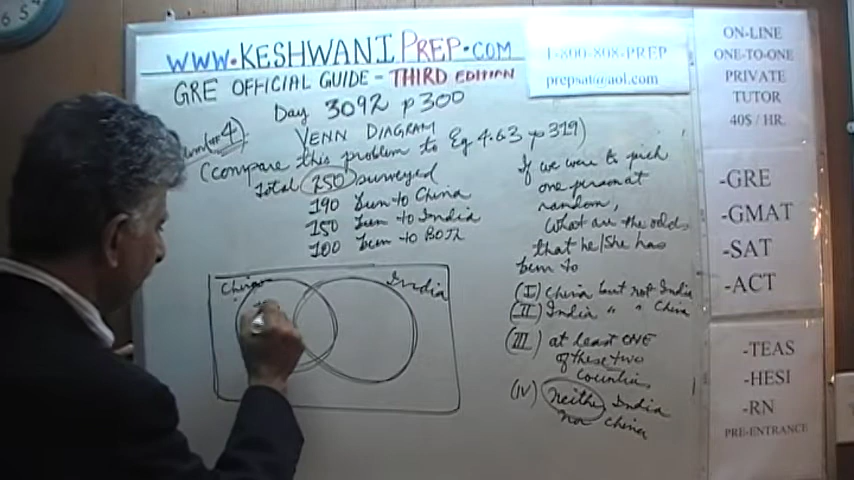 WWW.KESHWANIPREP.COM
1-800-808-PREP
prepsat@aol.com
GRE OFFICIAL GUIDE - THIRD EDITION
Day 3092 p300
4)
VENN DIAGRAM
(compare this problem to Eg 4.63 p 319)
Total 250 surveyed
190 been to China
150 been to India
100 been to BOTH
China
India
If we were to pick
one person at
random,
what are the odds
that he/she has
been to
(I) China but not India
(II) India " " China
(III) at least ONE
of these two
Countries
(IV) neither India
nor China
ON-LINE
ONE-TO-ONE
PRIVATE
TUTOR
40$ / HR.
-GRE
-GMAT
-SAT
-ACT
-TEAS
-HESI
-RN
PRE-ENTRANCE
6 5